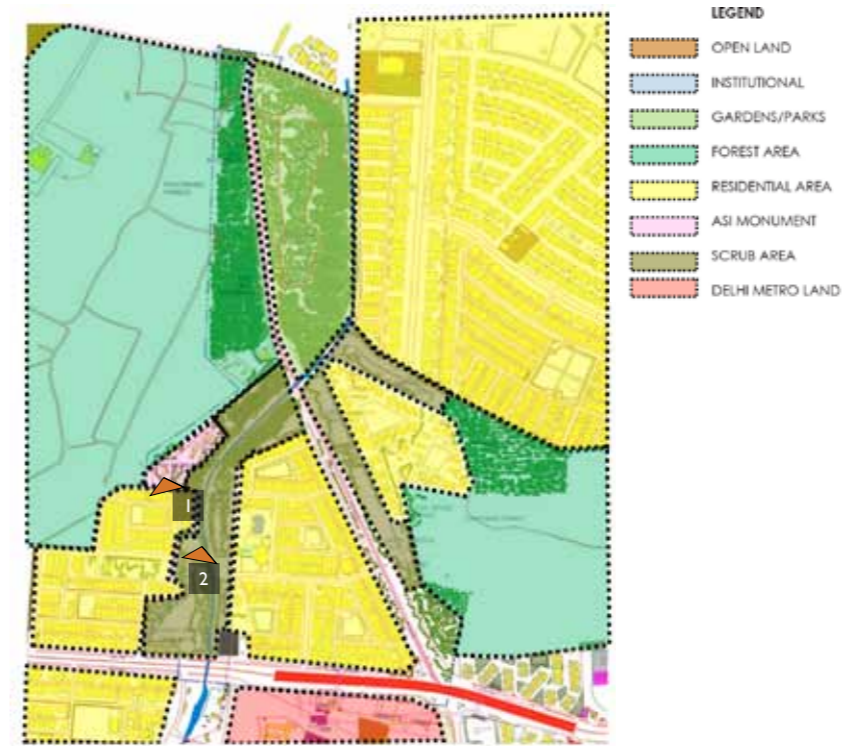 LEGEND
OPEN LAND
INSTITUTIONAL
GARDENS/PARKS
FOREST AREA
RESIDENTIAL AREA
ASI MONUMENT
SCRUB AREA
DELHI METRO LAND
1
2